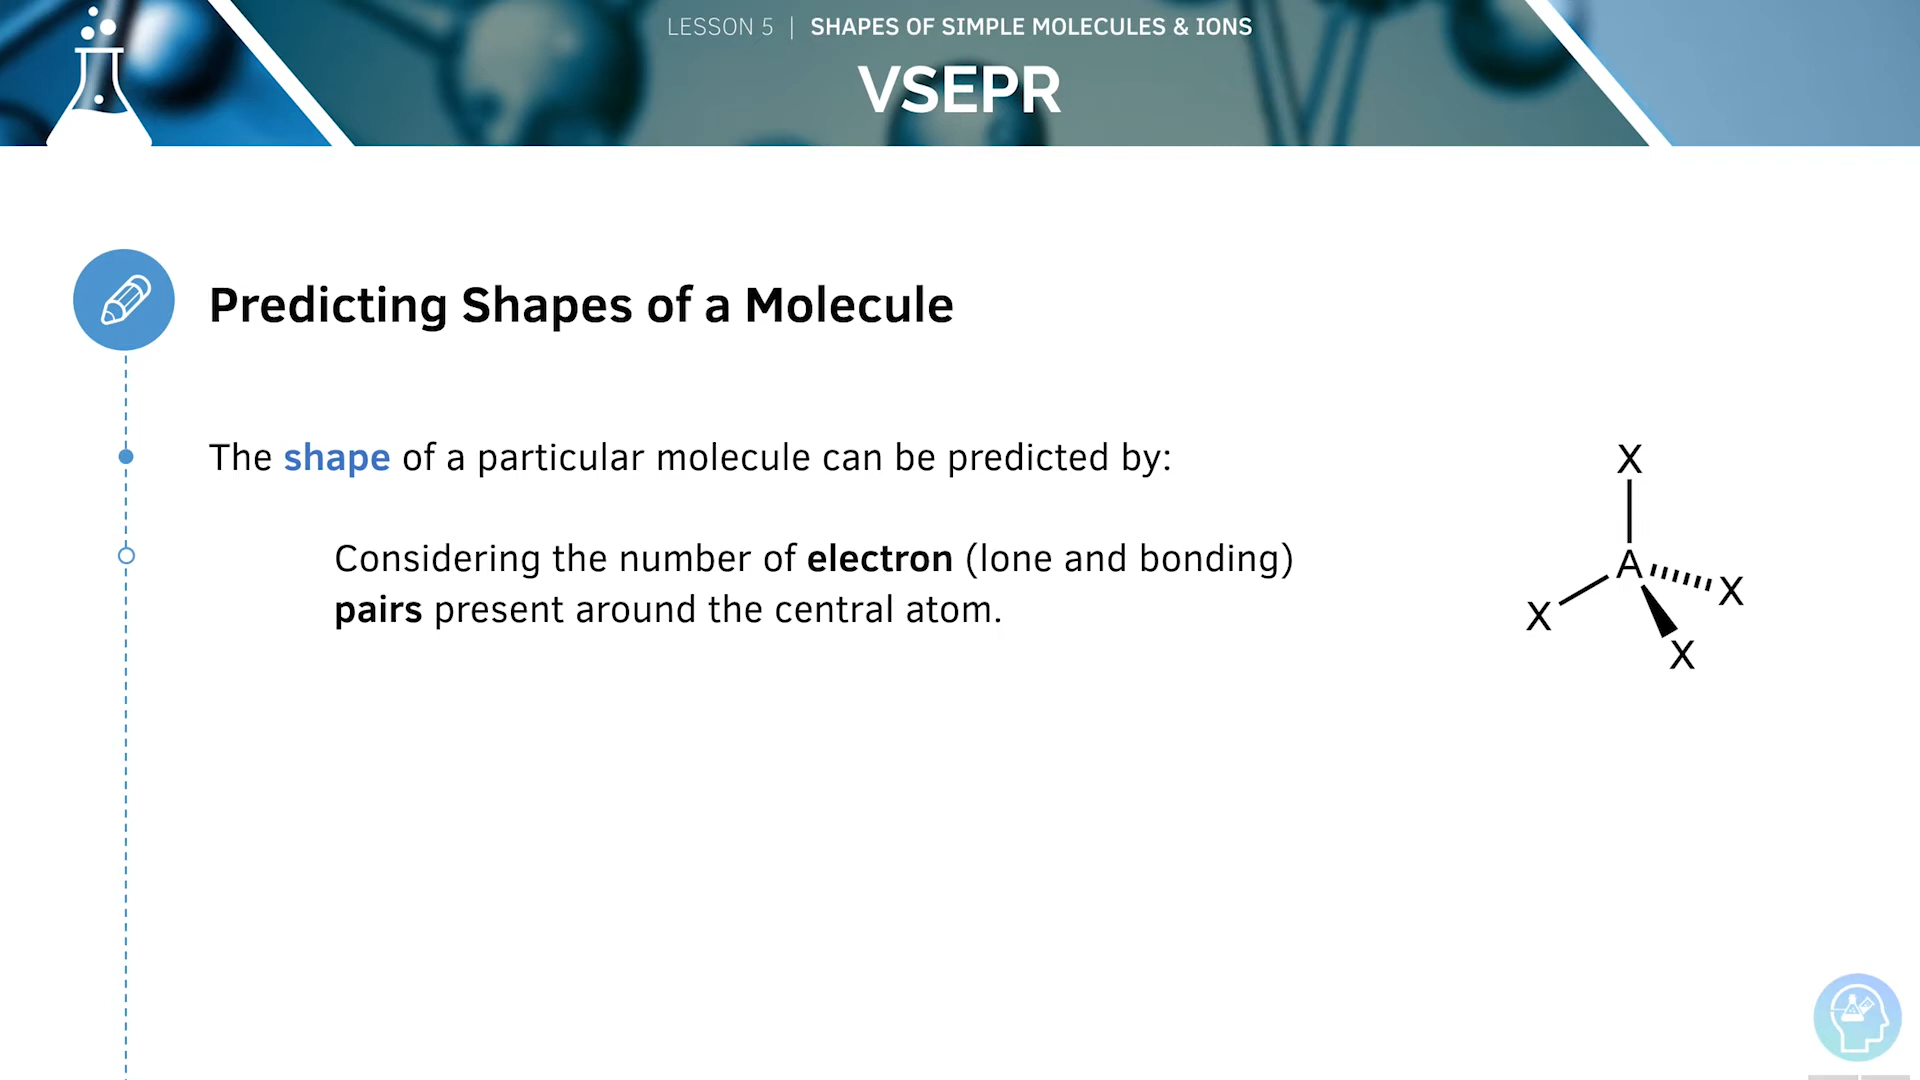 LESSON 5 | SHAPES OF SIMPLE MOLECULES & IONS
VSEPR
Predicting Shapes of a Molecule
The shape of a particular molecule can be predicted by:
Considering the number of electron (lone and bonding)
pairs present around the central atom.
X
A
X
X
X